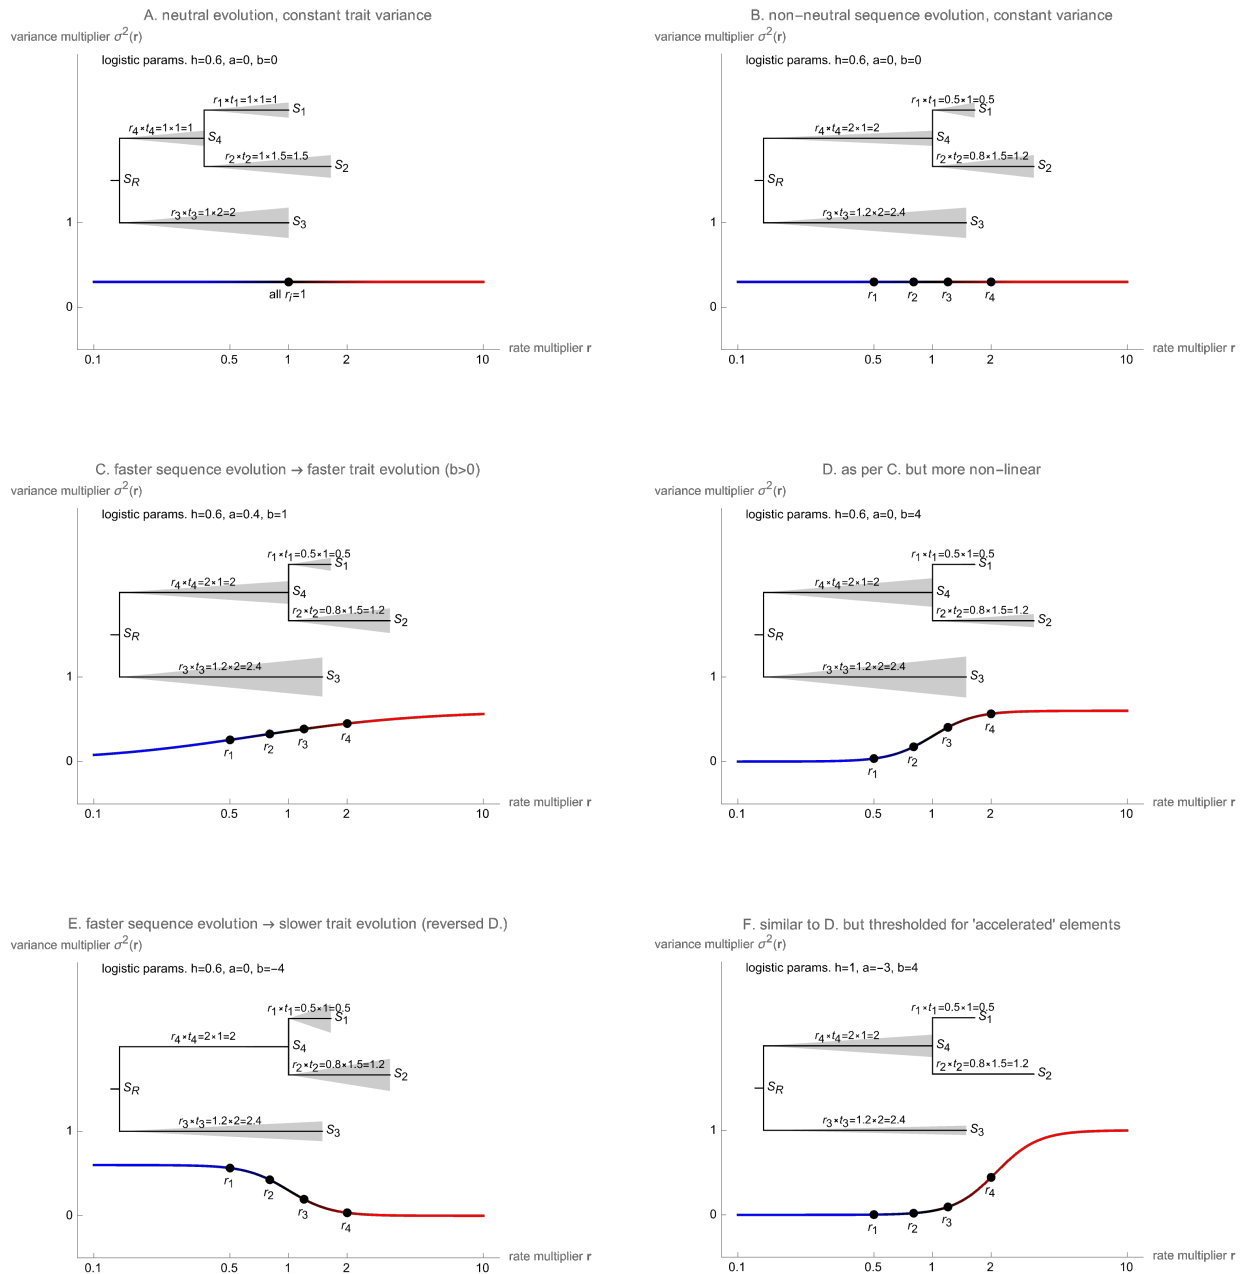 A. neutral evolution, constant trait variance
variance multiplier σ²(r)
logistic params. h=0.6, a=0, b=0
r1×t1=1×1=1
S1
r4×t4=1×1=1
S4
r2×t2=1×1.5=1.5
S2
SR
r3×t3=1×2=2
S3
1
all ri=1
0
rate multiplier r
0.1 0.5 1 2 10
B. non−neutral sequence evolution, constant variance
variance multiplier σ²(r)
logistic params. h=0.6, a=0, b=0
r1×t1=0.5×1=0.5
S1
r4×t4=2×1=2
S4
r2×t2=0.8×1.5=1.2
S2
SR
r3×t3=1.2×2=2.4
S3
1
r1 r2 r3 r4
0
rate multiplier r
0.1 0.5 1 2 10
C. faster sequence evolution → faster trait evolution (b>0)
variance multiplier σ²(r)
logistic params. h=0.6, a=0.4, b=1
r1×t1=0.5×1=0.5
S1
r4×t4=2×1=2
S4
r2×t2=0.8×1.5=1.2
S2
SR
r3×t3=1.2×2=2.4
S3
1
r1 r2 r3 r4
0
rate multiplier r
0.1 0.5 1 2 10
D. as per C. but more non−linear
variance multiplier σ²(r)
logistic params. h=0.6, a=0, b=4
r1×t1=0.5×1=0.5
S1
r4×t4=2×1=2
S4
r2×t2=0.8×1.5=1.2
S2
SR
r3×t3=1.2×2=2.4
S3
1
r1 r2 r3 r4
0
rate multiplier r
0.1 0.5 1 2 10
E. faster sequence evolution → slower trait evolution (reversed D.)
variance multiplier σ²(r)
logistic params. h=0.6, a=0, b=−4
r1×t1=0.5×1=0.5
S1
r4×t4=2×1=2
S4
r2×t2=0.8×1.5=1.2
S2
SR
r3×t3=1.2×2=2.4
S3
1
r1 r2 r3 r4
0
rate multiplier r
0.1 0.5 1 2 10
F. similar to D. but thresholded for 'accelerated' elements
variance multiplier σ²(r)
logistic params. h=1, a=−3, b=4
r1×t1=0.5×1=0.5
S1
r4×t4=2×1=2
S4
r2×t2=0.8×1.5=1.2
S2
SR
r3×t3=1.2×2=2.4
S3
1
r1 r2 r3 r4
0
rate multiplier r
0.1 0.5 1 2 10